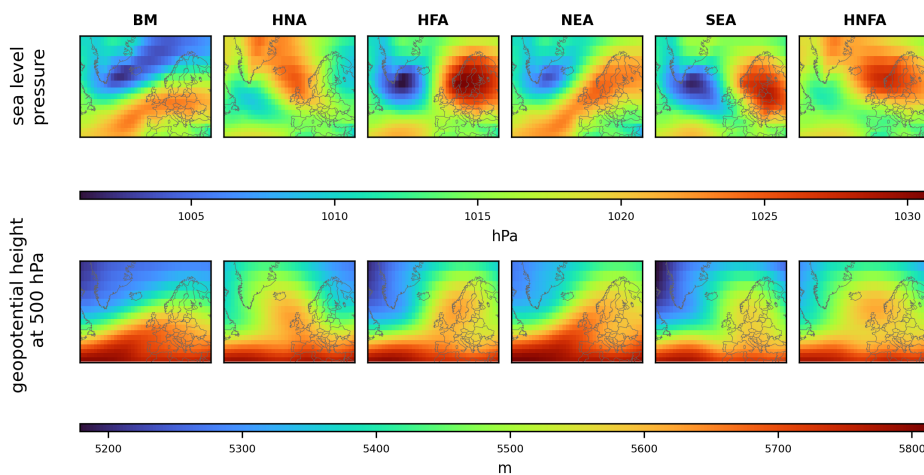 BM HNA HFA NEA SEA HNFA
sea level
pressure
1005 1010 1015 1020 1025 1030
hPa
geopotential height
at 500 hPa
5200 5300 5400 5500 5600 5700 5800
m